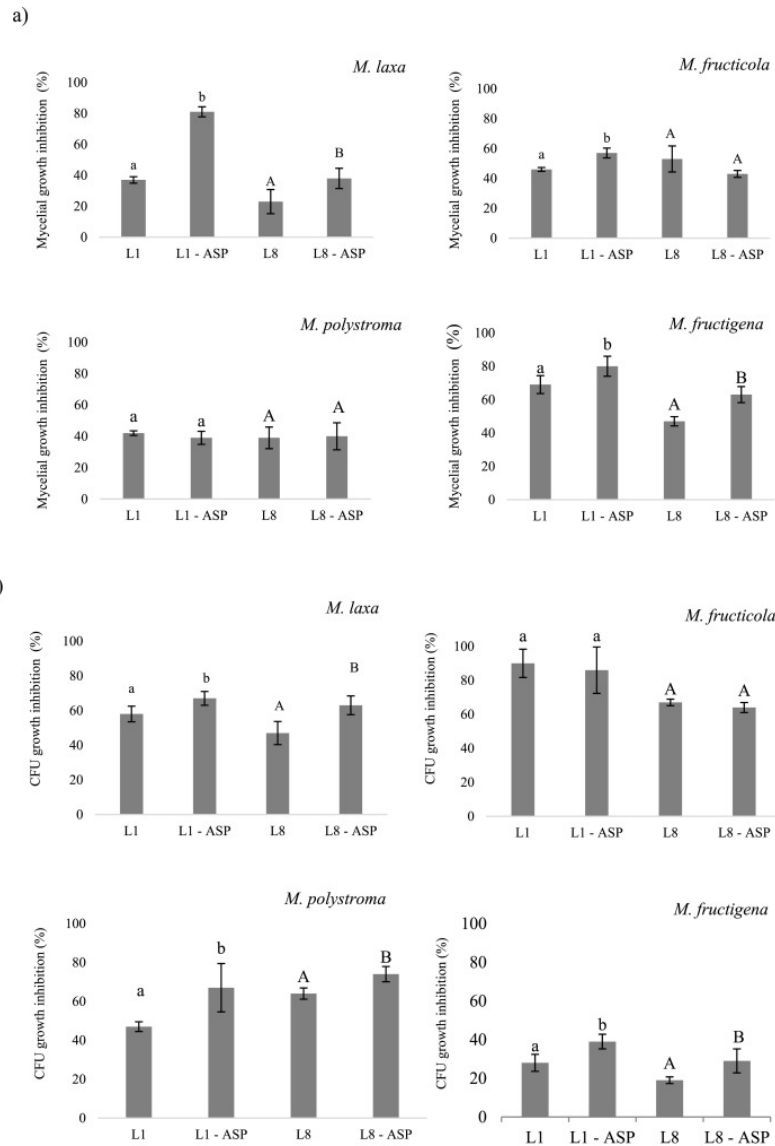 a)
M. laxa
Mycelial growth inhibition (%)
100
80
60
40
20
0
a
b
A
B
L1
L1 - ASP
L8
L8 - ASP
M. fructicola
Mycelial growth inhibition (%)
100
80
60
40
20
0
a
b
A
A
L1
L1 - ASP
L8
L8 - ASP
M. polystroma
Mycelial growth inhibition (%)
100
80
60
40
20
0
a
a
A
A
L1
L1 - ASP
L8
L8 - ASP
M. fructigena
Mycelial growth inhibition (%)
100
80
60
40
20
0
a
b
A
B
L1
L1 - ASP
L8
L8 - ASP
)
M. laxa
CFU growth inhibition (%)
100
80
60
40
20
0
a
b
A
B
L1
L1 - ASP
L8
L8 - ASP
M. fructicola
CFU growth inhibition (%)
100
80
60
40
20
0
a
a
A
A
L1
L1 - ASP
L8
L8 - ASP
M. polystroma
CFU growth inhibition (%)
100
80
60
40
20
0
a
b
A
B
L1
L1 - ASP
L8
L8 - ASP
M. fructigena
CFU growth inhibition (%)
100
80
60
40
20
0
a
b
A
B
L1
L1 - ASP
L8
L8 - ASP